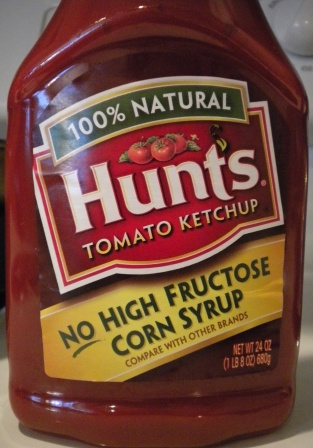 100% NATURAL
Hunt's®
TOMATO KETCHUP
NO HIGH FRUCTOSE
CORN SYRUP
COMPARE WITH OTHER BRANDS
NET WT 24 OZ
(1 LB 8 OZ) 680g